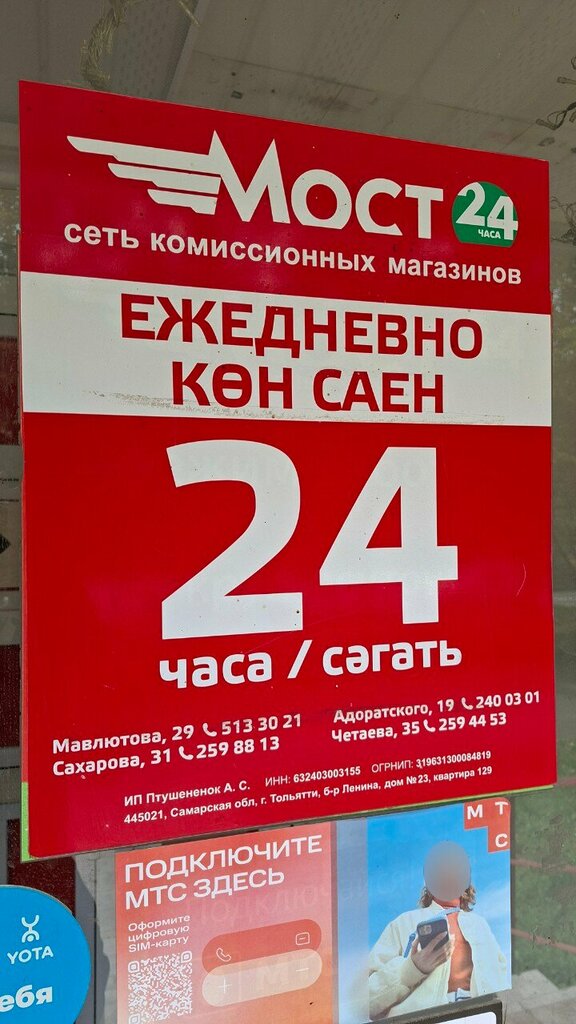 МОСТ 24
ЧАСА
сеть комиссионных магазинов
ЕЖЕДНЕВНО
КӨН САЕН
24
часа / сәгать
Мавлютова, 29 513 30 21
Сахарова, 31 259 88 13
Адоратского, 19 240 03 01
Четаева, 35 259 44 53
ИП Птушененок А. С. ИНН: 632403003155 ОГРНИП: 319631300084819
445021, Самарская обл, г. Тольятти, б-р Ленина, дом №23, квартира 129
ПОДКЛЮЧИТЕ
МТС ЗДЕСЬ
Оформите
цифровую
SIM-карту
МТС
YOTA
ебя